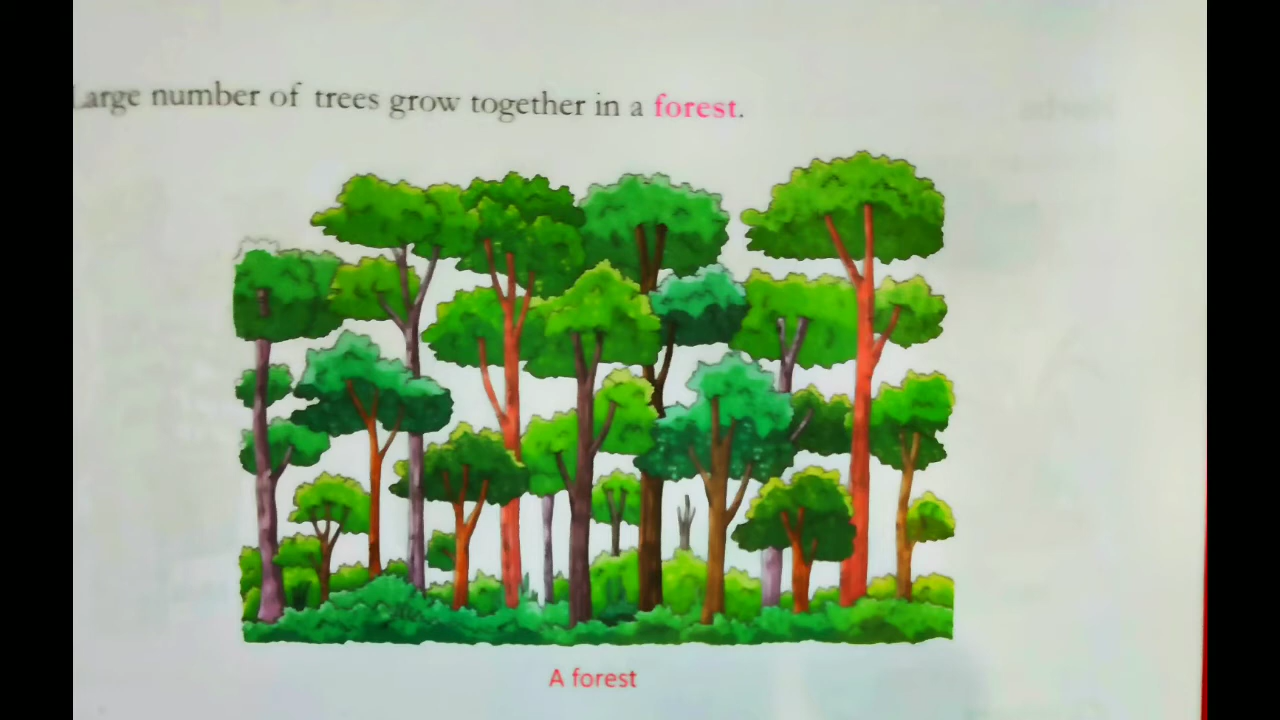 Large number of trees grow together in a forest.
A forest